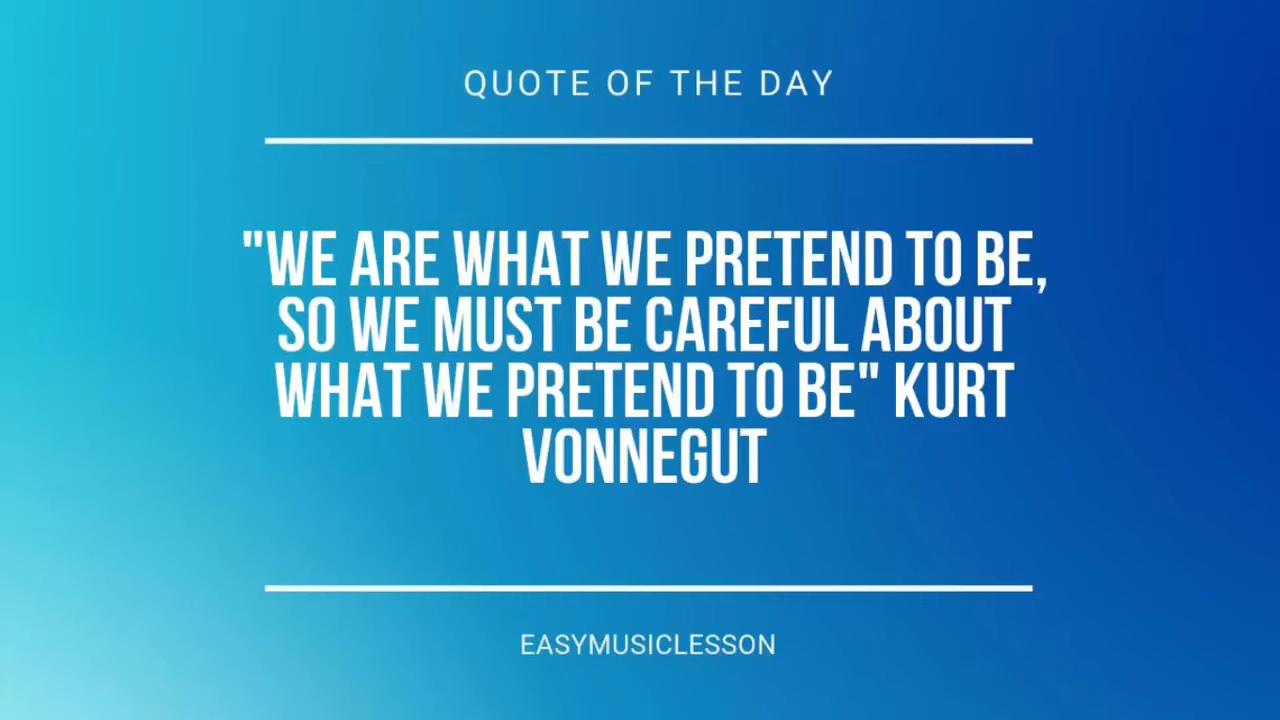 QUOTE OF THE DAY
"WE ARE WHAT WE PRETEND TO BE,
SO WE MUST BE CAREFUL ABOUT
WHAT WE PRETEND TO BE" KURT
VONNEGUT
EASYMUSICLESSON